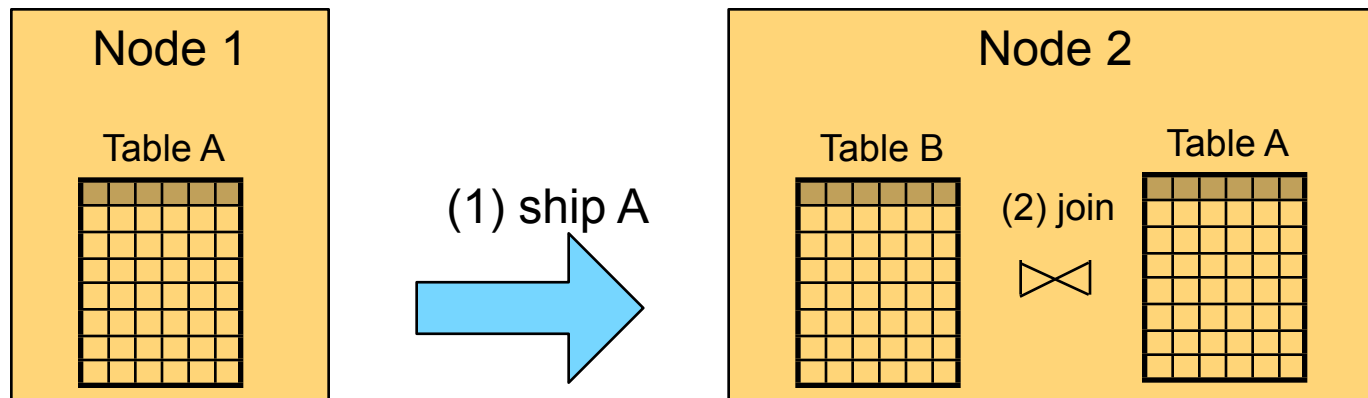 Node 1
Table A
(1) ship A
Node 2
Table B
(2) join
Table A